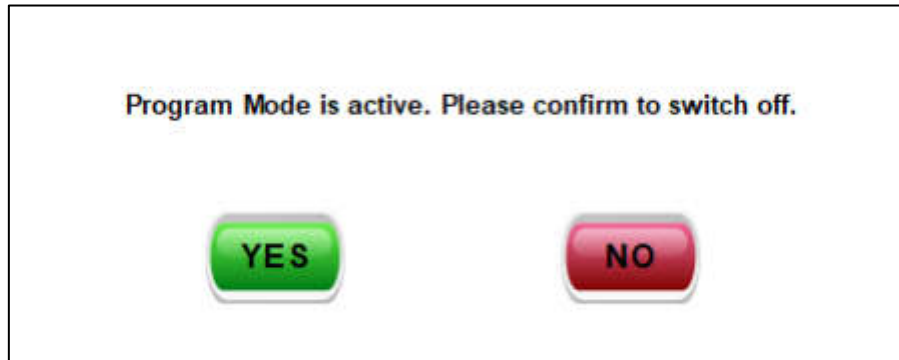 Program Mode is active. Please confirm to switch off.
YES NO